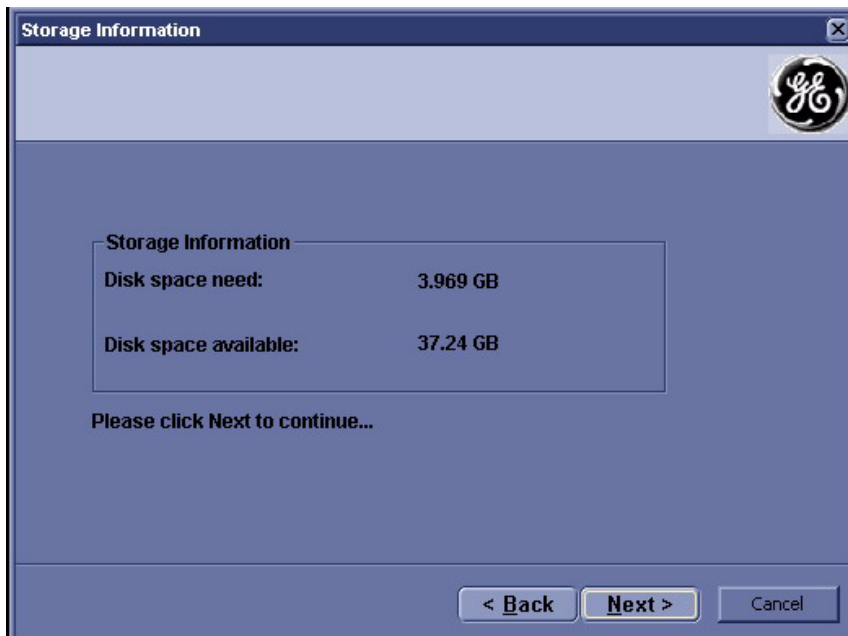 Storage Information
GE
Storage Information
Disk space need: 3.969 GB
Disk space available: 37.24 GB
Please click Next to continue...
< Back Next > Cancel